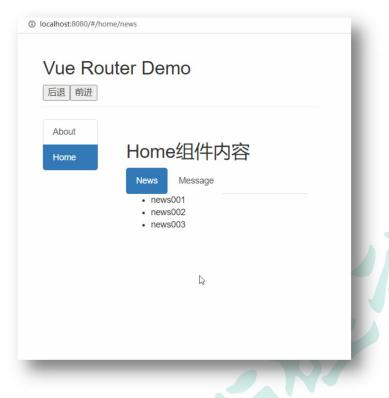 localhost:8080/#/home/news
Vue Router Demo
后退 前进
About
Home
Home组件内容
News Message
news001
news002
news003